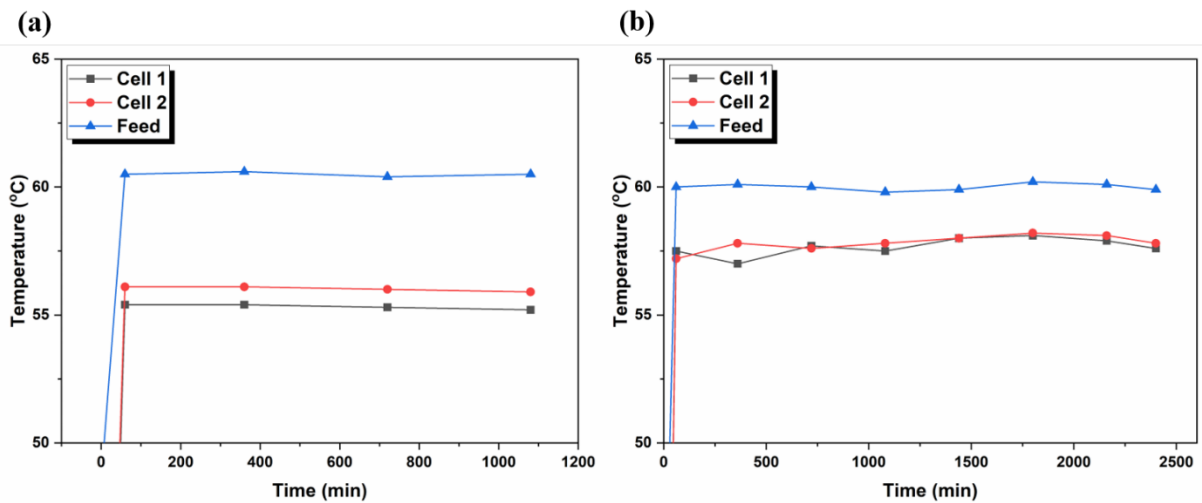 (a)
65
60
55
50
Temperature (°C)
Cell 1
Cell 2
Feed
0 200 400 600 800 1000 1200
Time (min)
(b)
65
60
55
50
Temperature (°C)
Cell 1
Cell 2
Feed
0 500 1000 1500 2000 2500
Time (min)